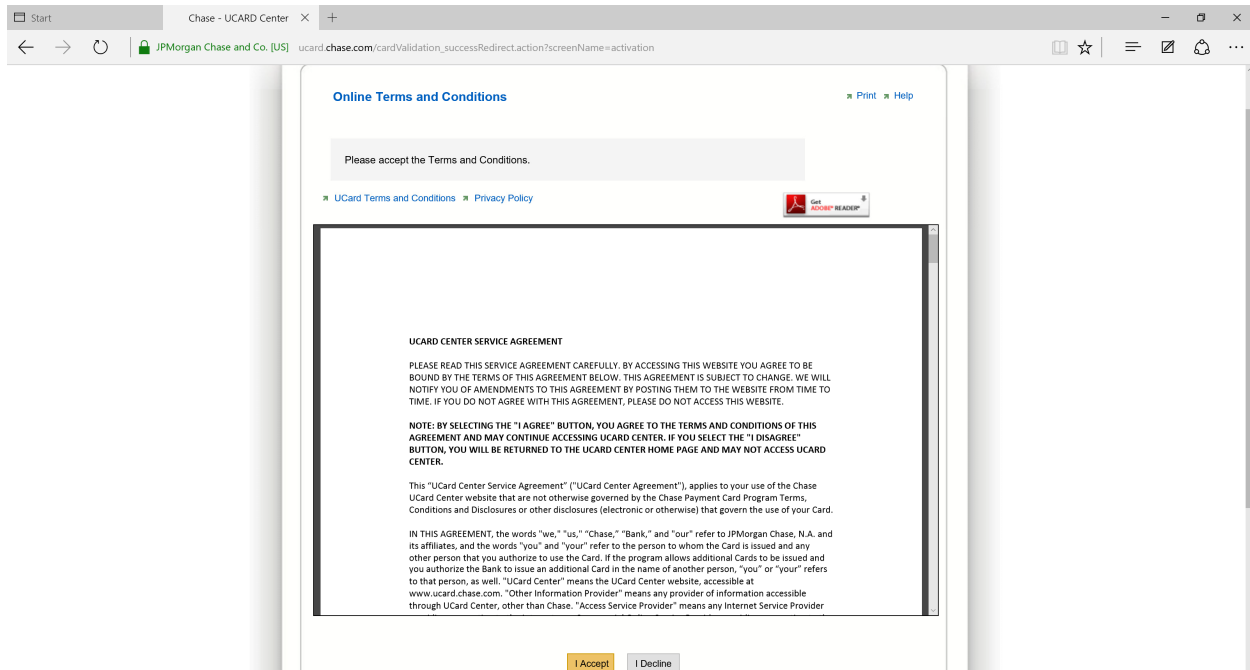 Start
Chase - UCARD Center
JPMorgan Chase and Co. [US] ucard.chase.com/cardValidation_successRedirect.action?screenName=activation
Online Terms and Conditions
Print Help
Please accept the Terms and Conditions.
UCard Terms and Conditions Privacy Policy
Get
ADOBE® READER®
UCARD CENTER SERVICE AGREEMENT
PLEASE READ THIS SERVICE AGREEMENT CAREFULLY. BY ACCESSING THIS WEBSITE YOU AGREE TO BE
BOUND BY THE TERMS OF THIS AGREEMENT BELOW. THIS AGREEMENT IS SUBJECT TO CHANGE. WE WILL
NOTIFY YOU OF AMENDMENTS TO THIS AGREEMENT BY POSTING THEM TO THE WEBSITE FROM TIME TO
TIME. IF YOU DO NOT AGREE WITH THIS AGREEMENT, PLEASE DO NOT ACCESS THIS WEBSITE.
NOTE: BY SELECTING THE "I AGREE" BUTTON, YOU AGREE TO THE TERMS AND CONDITIONS OF THIS
AGREEMENT AND MAY CONTINUE ACCESSING UCARD CENTER. IF YOU SELECT THE "I DISAGREE"
BUTTON, YOU WILL BE RETURNED TO THE UCARD CENTER HOME PAGE AND MAY NOT ACCESS UCARD
CENTER.
This “UCard Center Service Agreement” ("UCard Center Agreement"), applies to your use of the Chase
UCard Center website that are not otherwise governed by the Chase Payment Card Program Terms,
Conditions and Disclosures or other disclosures (electronic or otherwise) that govern the use of your Card.
IN THIS AGREEMENT, the words "we," "us," “Chase,” “Bank,” and "our" refer to JPMorgan Chase, N.A. and
its affiliates, and the words "you" and "your" refer to the person to whom the Card is issued and any
other person that you authorize to use the Card. If the program allows additional Cards to be issued and
you authorize the Bank to issue an additional Card in the name of another person, “you” or “your” refers
to that person, as well. "UCard Center" means the UCard Center website, accessible at
www.ucard.chase.com. "Other Information Provider" means any provider of information accessible
through UCard Center, other than Chase. "Access Service Provider" means any Internet Service Provider
I Accept I Decline